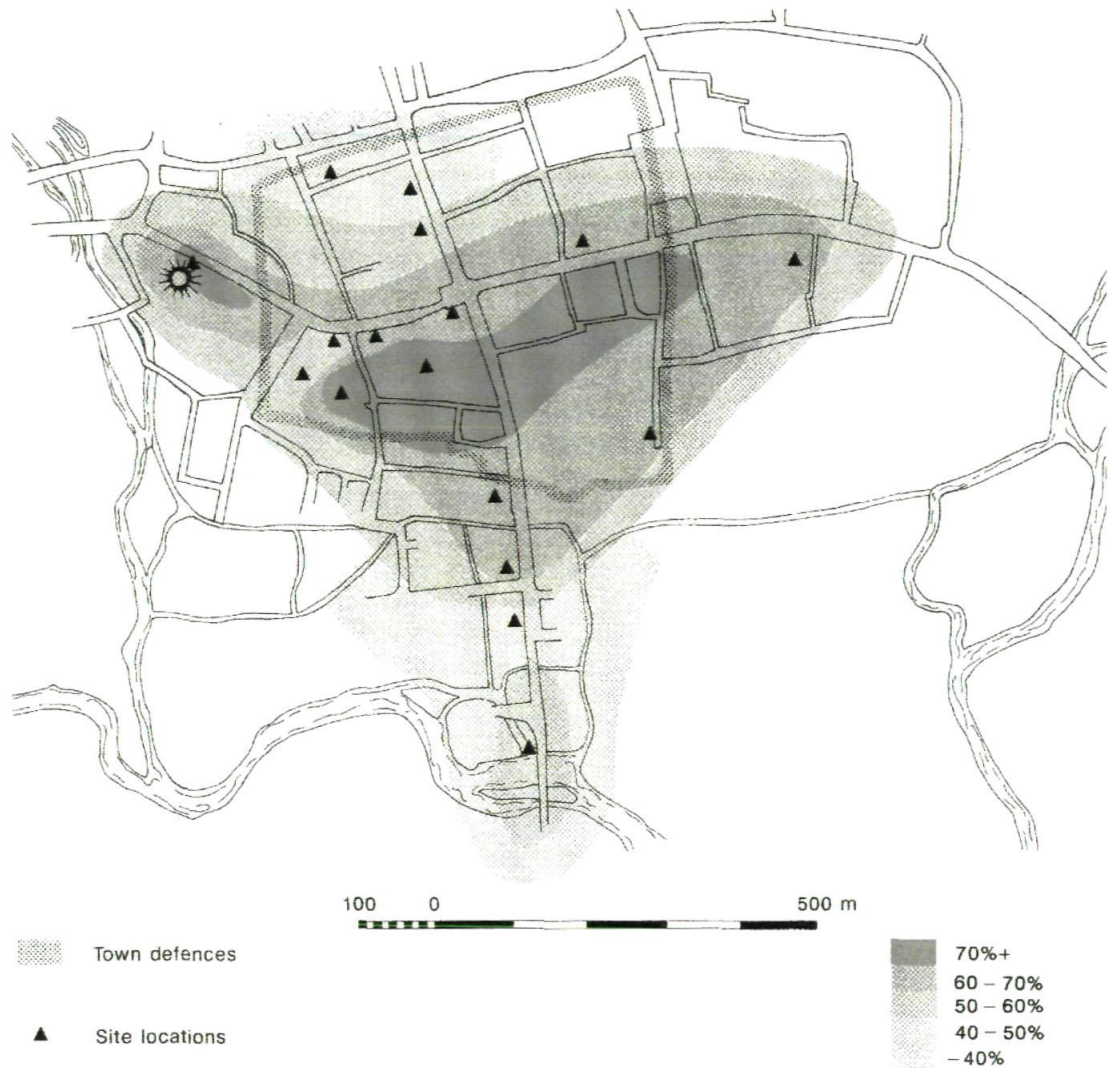 100 0 500 m
Town defences
Site locations
70%+
60 – 70%
50 – 60%
40 – 50%
– 40%